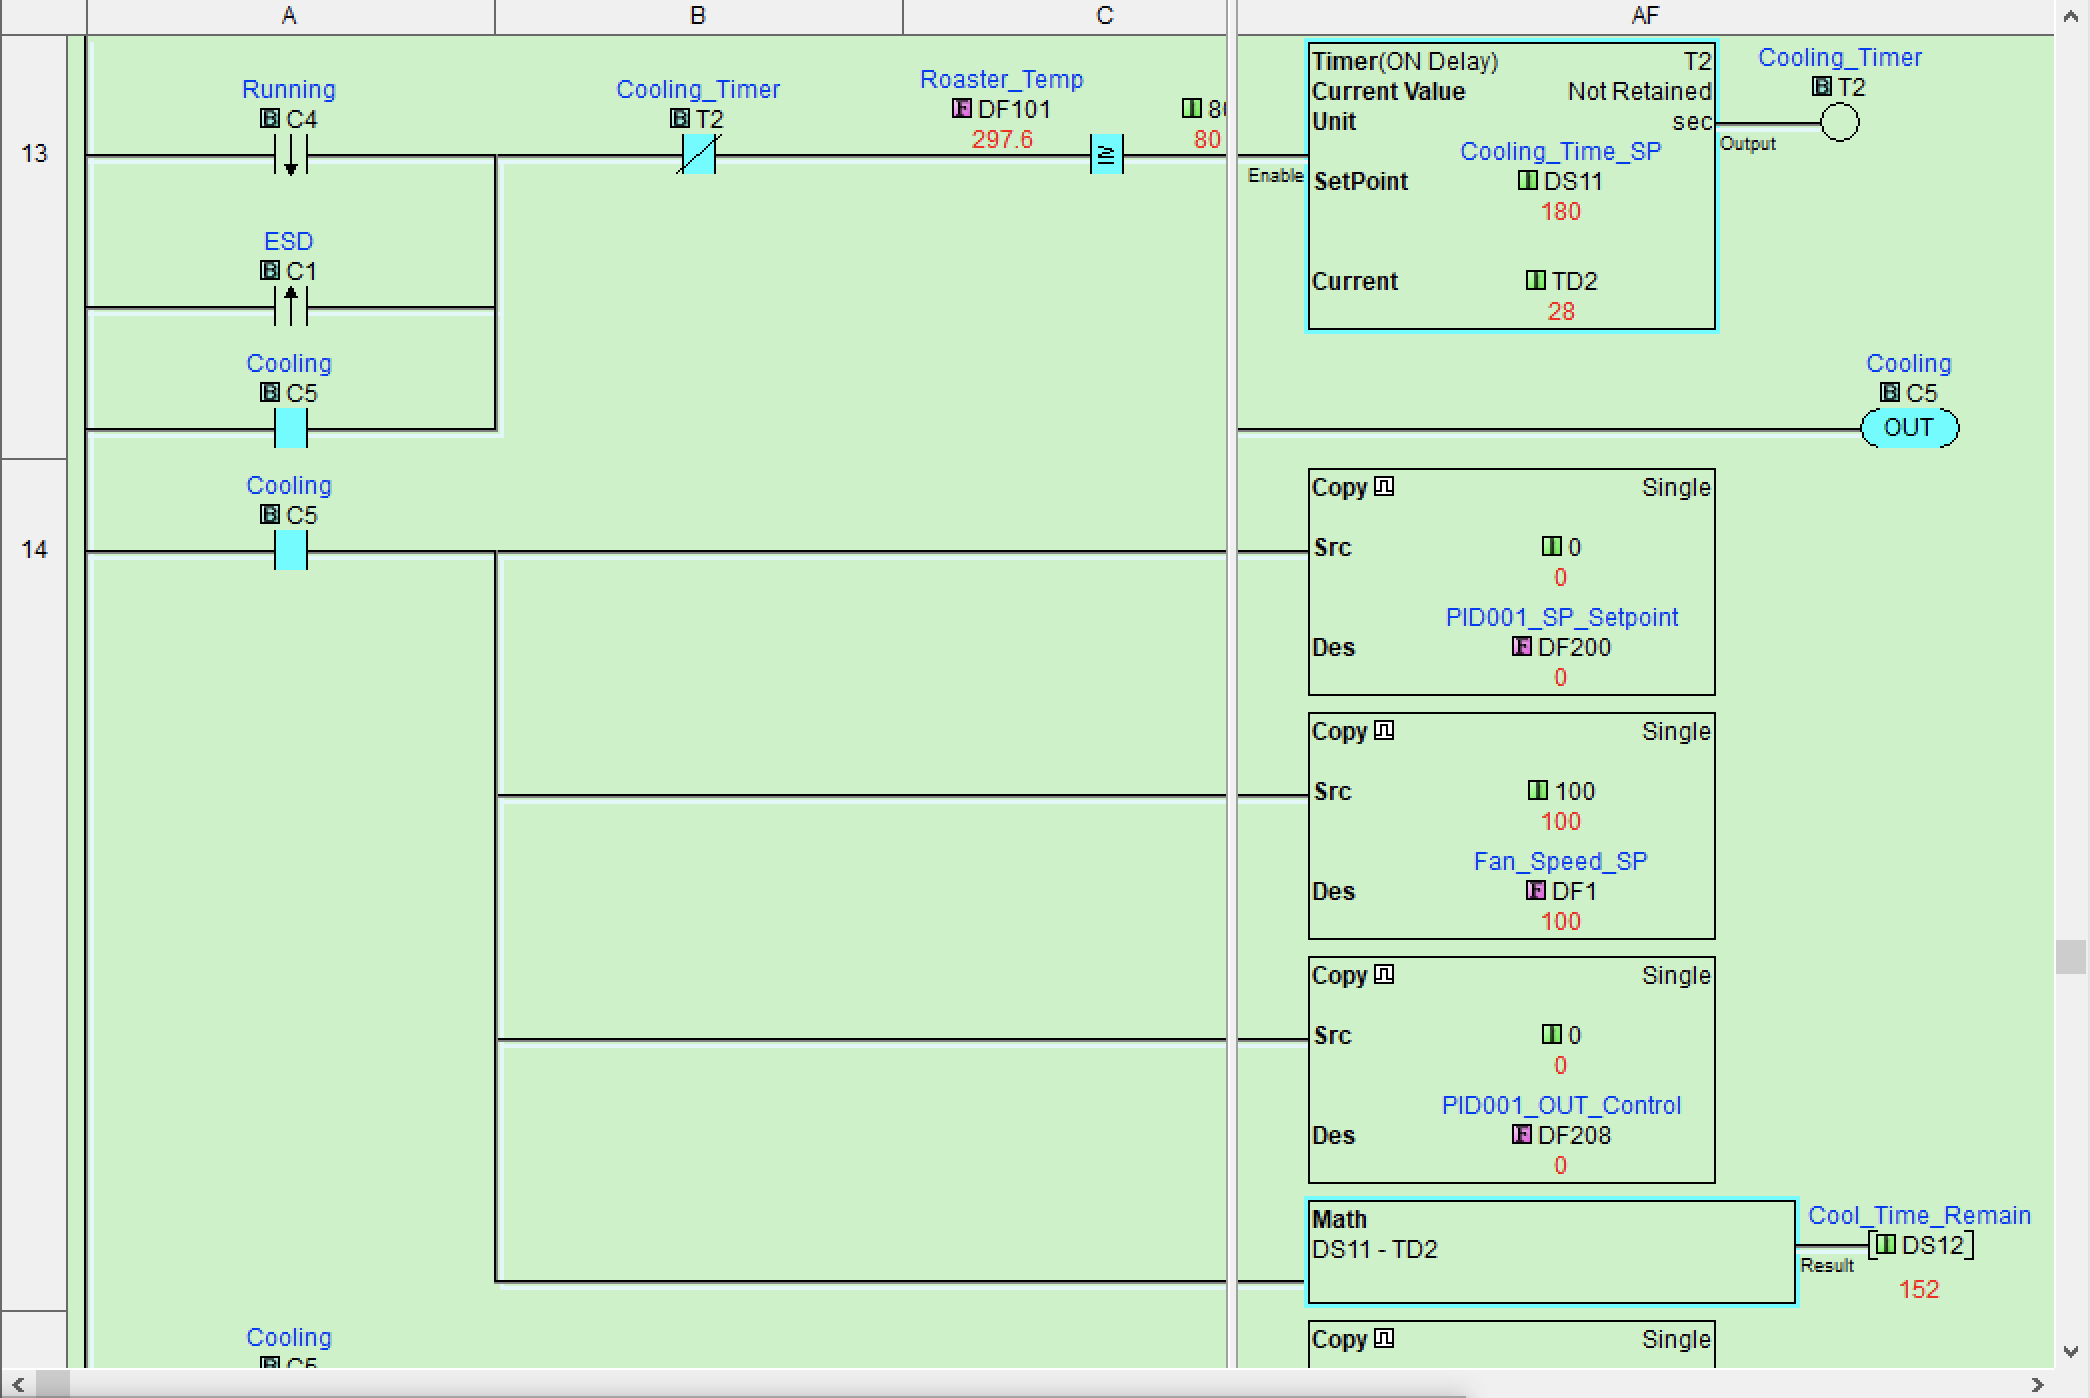 A B C AF
13
Running
B C4
Cooling_Timer
B T2
Roaster_Temp
F DF101
297.6
≥
80
Enable
Timer(ON Delay) T2
Current Value Not Retained
Unit sec
Cooling_Time_SP
SetPoint DS11
180
Current TD2
28
Output
Cooling_Timer
B T2
ESD
B C1
Cooling
B C5
Cooling
B C5
OUT
14
Cooling
B C5
Copy Single
Src 0
0
PID001_SP_Setpoint
Des F DF200
0
Copy Single
Src 100
100
Fan_Speed_SP
Des F DF1
100
Copy Single
Src 0
0
PID001_OUT_Control
Des F DF208
0
Math
DS11 - TD2
Result
Cool_Time_Remain
DS12
152
Cooling
B C5
Copy Single